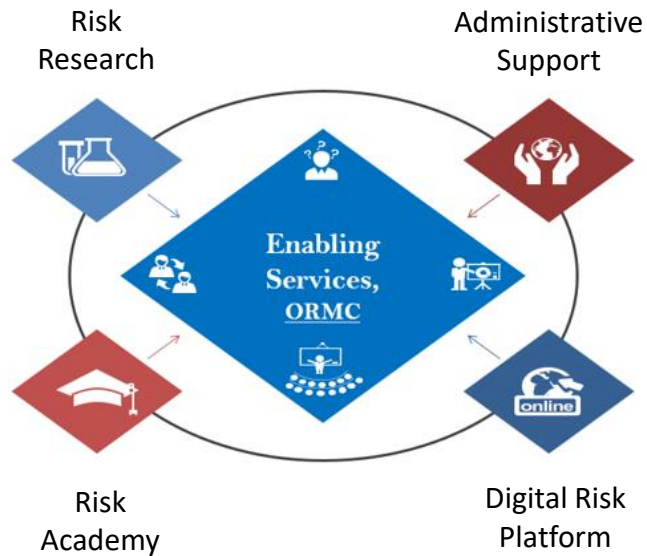 Risk
Research
Administrative
Support
? ? ?
Enabling
Services,
ORMC
online
Risk
Academy
Digital Risk
Platform